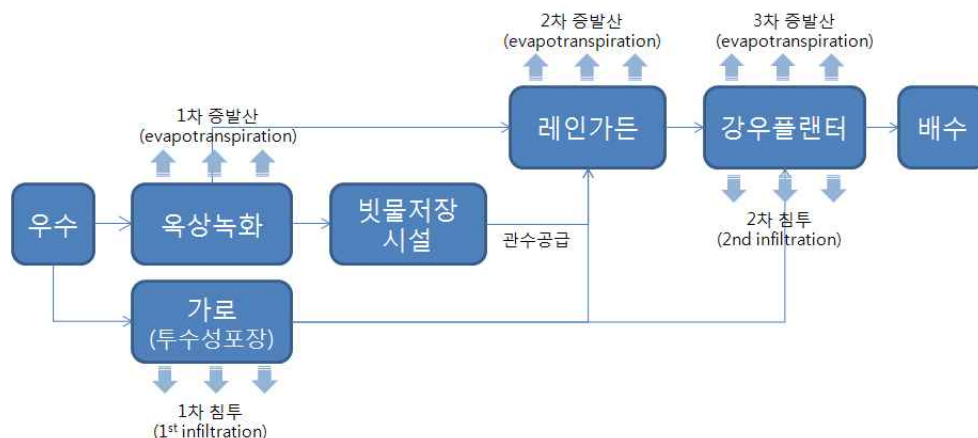 2차 증발산
(evapotranspiration)
3차 증발산
(evapotranspiration)
레인가든
강우플랜터
배수
1차 증발산
(evapotranspiration)
우수
옥상녹화
빗물저장
시설
관수공급
2차 침투
(2nd infiltration)
가로
(투수성포장)
1차 침투
(1st infiltration)